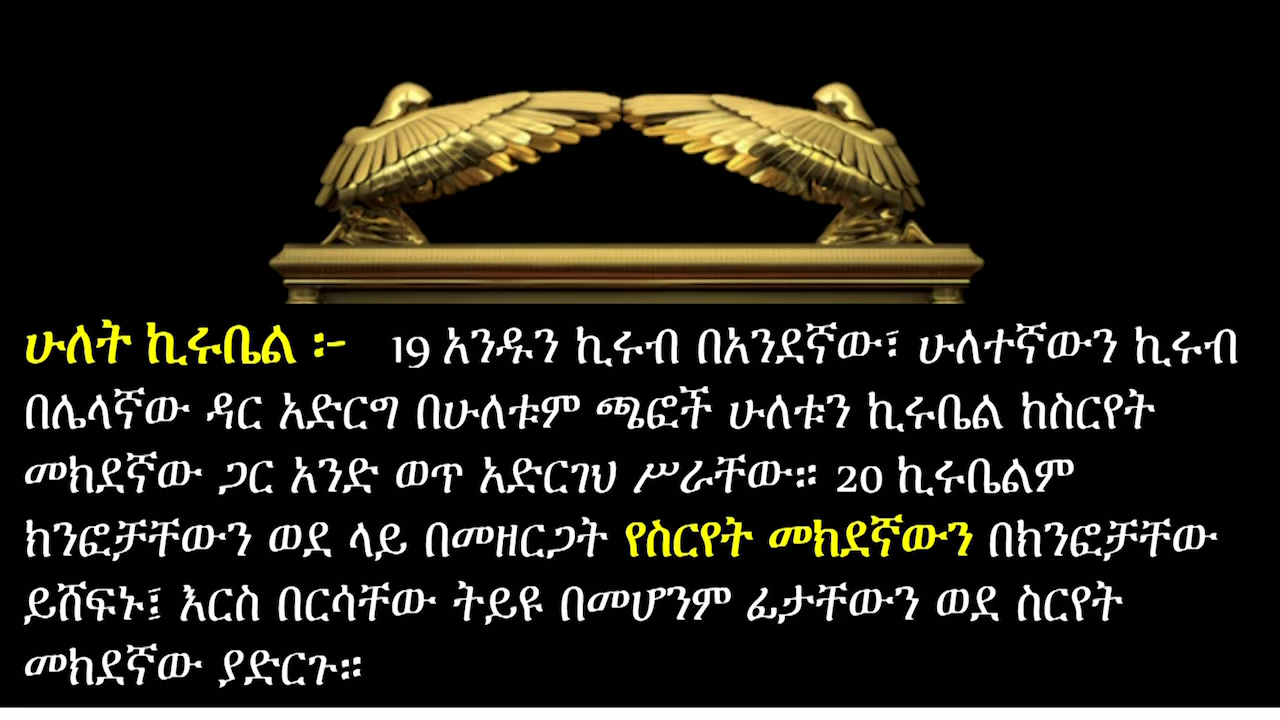 ሁለት ኪሩቤል ፡- 19 አንዱን ኪሩብ በአንደኛው፣ ሁለተኛውን ኪሩብ
በሌላኛው ዳር አድርግ በሁለቱም ጫፎች ሁለቱን ኪሩቤል ከስርየት
መክደኛው ጋር አንድ ወጥ አድርገህ ሥራቸው። 20 ኪሩቤልም
ክንፎቻቸውን ወደ ላይ በመዘርጋት የስርየት መክደኛውን በክንፎቻቸው
ይሸፍኑ፤ እርስ በርሳቸው ትይዩ በመሆንም ፊታቸውን ወደ ስርየት
መክደኛው ያድርጉ።